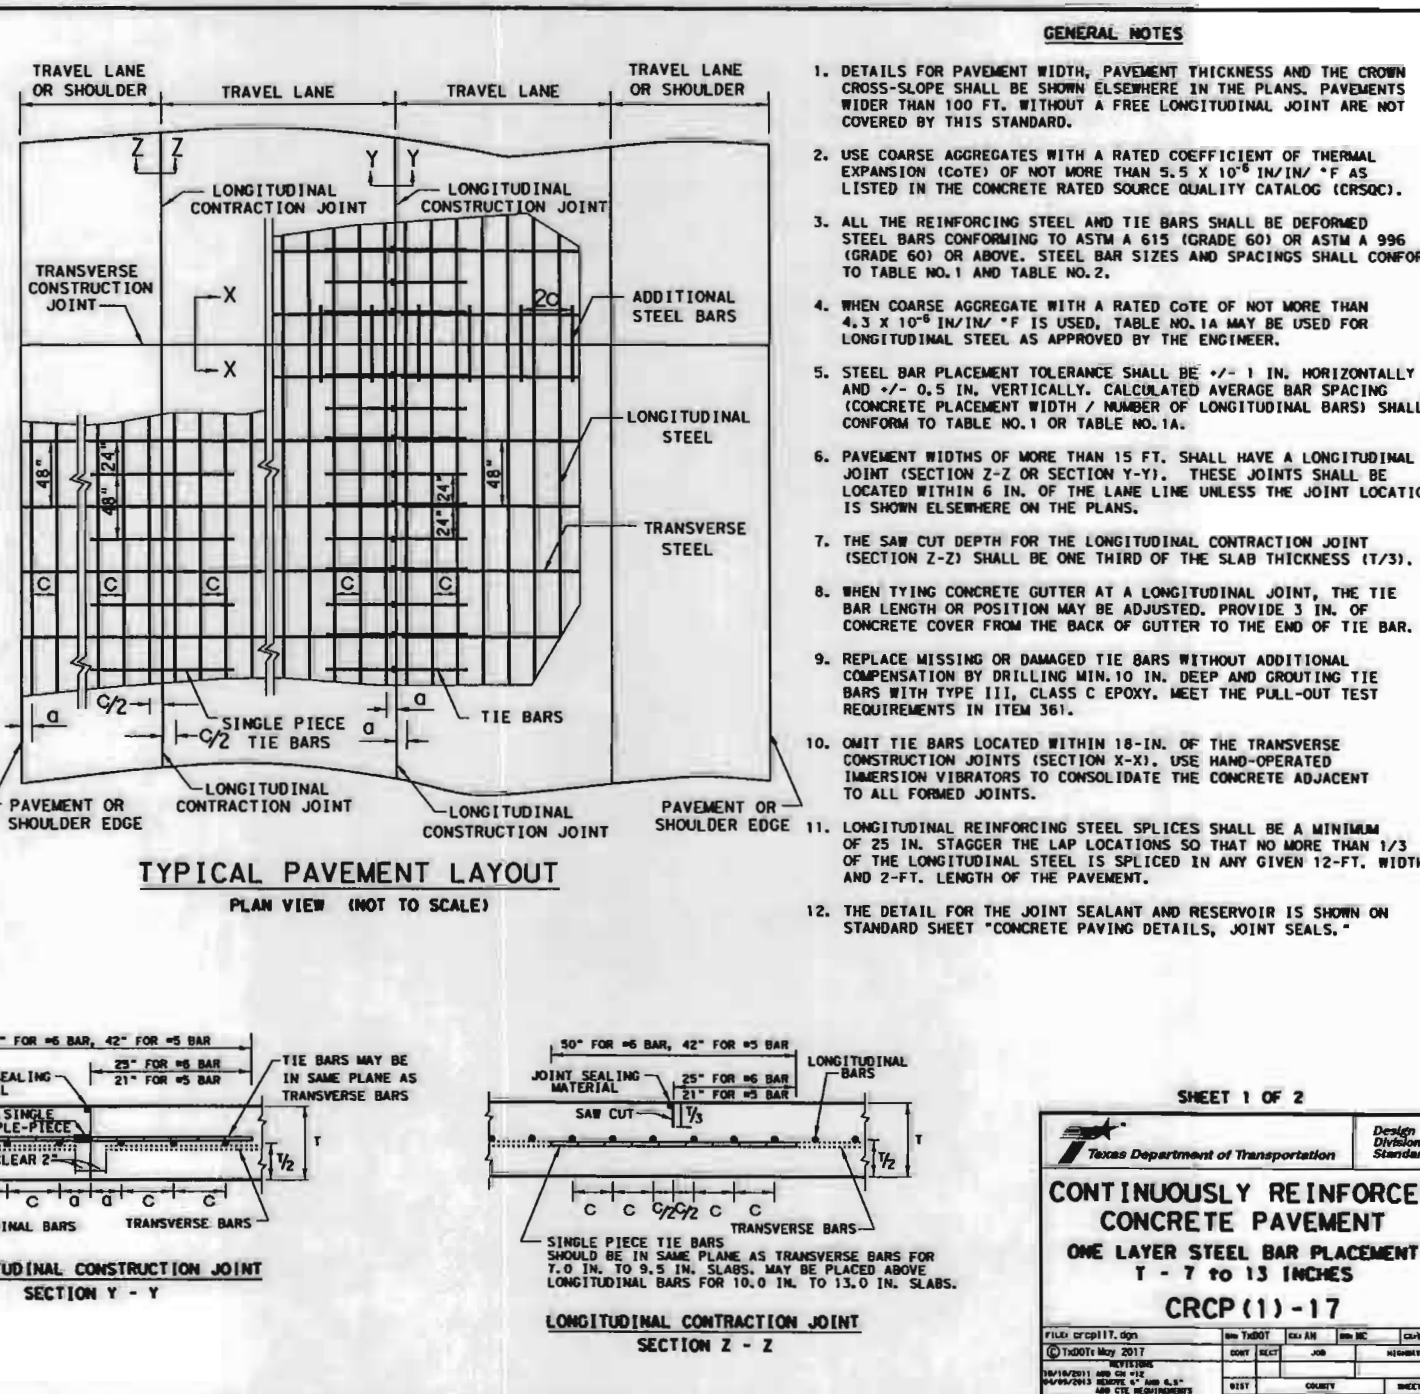 GENERAL NOTES
1. DETAILS FOR PAVEMENT WIDTH, PAVEMENT THICKNESS AND THE CROWN
CROSS-SLOPE SHALL BE SHOWN ELSEWHERE IN THE PLANS. PAVEMENTS
WIDER THAN 100 FT. WITHOUT A FREE LONGITUDINAL JOINT ARE NOT
COVERED BY THIS STANDARD.
2. USE COARSE AGGREGATES WITH A RATED COEFFICIENT OF THERMAL
EXPANSION (CoTE) OF NOT MORE THAN 5.5 X 10⁻⁶ IN/IN/ °F AS
LISTED IN THE CONCRETE RATED SOURCE QUALITY CATALOG (CRSQC).
3. ALL THE REINFORCING STEEL AND TIE BARS SHALL BE DEFORMED
STEEL BARS CONFORMING TO ASTM A 615 (GRADE 60) OR ASTM A 996
(GRADE 60) OR ABOVE. STEEL BAR SIZES AND SPACINGS SHALL CONFOR
TO TABLE NO. 1 AND TABLE NO. 2.
4. WHEN COARSE AGGREGATE WITH A RATED CoTE OF NOT MORE THAN
4.3 X 10⁻⁶ IN/IN/ °F IS USED, TABLE NO. 1A MAY BE USED FOR
LONGITUDINAL STEEL AS APPROVED BY THE ENGINEER.
5. STEEL BAR PLACEMENT TOLERANCE SHALL BE +/- 1 IN. HORIZONTALLY
AND +/- 0.5 IN. VERTICALLY. CALCULATED AVERAGE BAR SPACING
(CONCRETE PLACEMENT WIDTH / NUMBER OF LONGITUDINAL BARS) SHALL
CONFORM TO TABLE NO. 1 OR TABLE NO. 1A.
6. PAVEMENT WIDTHS OF MORE THAN 15 FT. SHALL HAVE A LONGITUDINAL
JOINT (SECTION Z-Z OR SECTION Y-Y). THESE JOINTS SHALL BE
LOCATED WITHIN 6 IN. OF THE LANE LINE UNLESS THE JOINT LOCATIO
IS SHOWN ELSEWHERE ON THE PLANS.
7. THE SAW CUT DEPTH FOR THE LONGITUDINAL CONTRACTION JOINT
(SECTION Z-Z) SHALL BE ONE THIRD OF THE SLAB THICKNESS (T/3).
8. WHEN TYING CONCRETE GUTTER AT A LONGITUDINAL JOINT, THE TIE
BAR LENGTH OR POSITION MAY BE ADJUSTED. PROVIDE 3 IN. OF
CONCRETE COVER FROM THE BACK OF GUTTER TO THE END OF TIE BAR.
9. REPLACE MISSING OR DAMAGED TIE BARS WITHOUT ADDITIONAL
COMPENSATION BY DRILLING MIN. 10 IN. DEEP AND GROUTING TIE
BARS WITH TYPE III, CLASS C EPOXY. MEET THE PULL-OUT TEST
REQUIREMENTS IN ITEM 361.
10. OMIT TIE BARS LOCATED WITHIN 18-IN. OF THE TRANSVERSE
CONSTRUCTION JOINTS (SECTION X-X). USE HAND-OPERATED
IMMERSION VIBRATORS TO CONSOLIDATE THE CONCRETE ADJACENT
TO ALL FORMED JOINTS.
11. LONGITUDINAL REINFORCING STEEL SPLICES SHALL BE A MINIMUM
OF 25 IN. STAGGER THE LAP LOCATIONS SO THAT NO MORE THAN 1/3
OF THE LONGITUDINAL STEEL IS SPLICED IN ANY GIVEN 12-FT. WIDTH
AND 2-FT. LENGTH OF THE PAVEMENT.
12. THE DETAIL FOR THE JOINT SEALANT AND RESERVOIR IS SHOWN ON
STANDARD SHEET "CONCRETE PAVING DETAILS, JOINT SEALS."
TRAVEL LANE
OR SHOULDER
TRAVEL LANE
TRAVEL LANE
TRAVEL LANE
OR SHOULDER
Z Z
Y Y
LONGITUDINAL
CONTRACTION JOINT
LONGITUDINAL
CONSTRUCTION JOINT
TRANSVERSE
CONSTRUCTION
JOINT
X
X
2a
ADDITIONAL
STEEL BARS
LONGITUDINAL
STEEL
48" 24" 48" 24" 24" 48"
TRANSVERSE
STEEL
C C C C C
C/2
a
C/2
a
a
SINGLE PIECE
TIE BARS
TIE BARS
LONGITUDINAL
CONTRACTION JOINT
LONGITUDINAL
CONSTRUCTION JOINT
PAVEMENT OR
SHOULDER EDGE
PAVEMENT OR
SHOULDER EDGE
TYPICAL PAVEMENT LAYOUT
PLAN VIEW (NOT TO SCALE)
" FOR #6 BAR, 42" FOR #5 BAR
25" FOR #6 BAR
21" FOR #5 BAR
TIE BARS MAY BE
IN SAME PLANE AS
TRANSVERSE BARS
EALING
L
SINGLE
PLE-PIECE
CLEAR 2"
T
T/2
C a a C C
INAL BARS
TRANSVERSE BARS
UDINAL CONSTRUCTION JOINT
SECTION Y - Y
50" FOR #6 BAR, 42" FOR #5 BAR
JOINT SEALING
MATERIAL
25" FOR #6 BAR
21" FOR #5 BAR
LONGITUDINAL
BARS
SAW CUT
T/3
T
T/2
C C C/2 C/2 C C
TRANSVERSE BARS
SINGLE PIECE TIE BARS
SHOULD BE IN SAME PLANE AS TRANSVERSE BARS FOR
7.0 IN. TO 9.5 IN. SLABS. MAY BE PLACED ABOVE
LONGITUDINAL BARS FOR 10.0 IN. TO 13.0 IN. SLABS.
LONGITUDINAL CONTRACTION JOINT
SECTION Z - Z
SHEET 1 OF 2
Texas Department of Transportation
Design
Division
Standar
CONTINUOUSLY REINFORCE
CONCRETE PAVEMENT
ONE LAYER STEEL BAR PLACEMENT
T - 7 to 13 INCHES
CRCP(1)-17
FILE: crcp117.dgn
DN: TxDOT
CK: AN
© TxDOT: May 2017
CONT SECT JOB
REVISIONS
DIST COUNTY